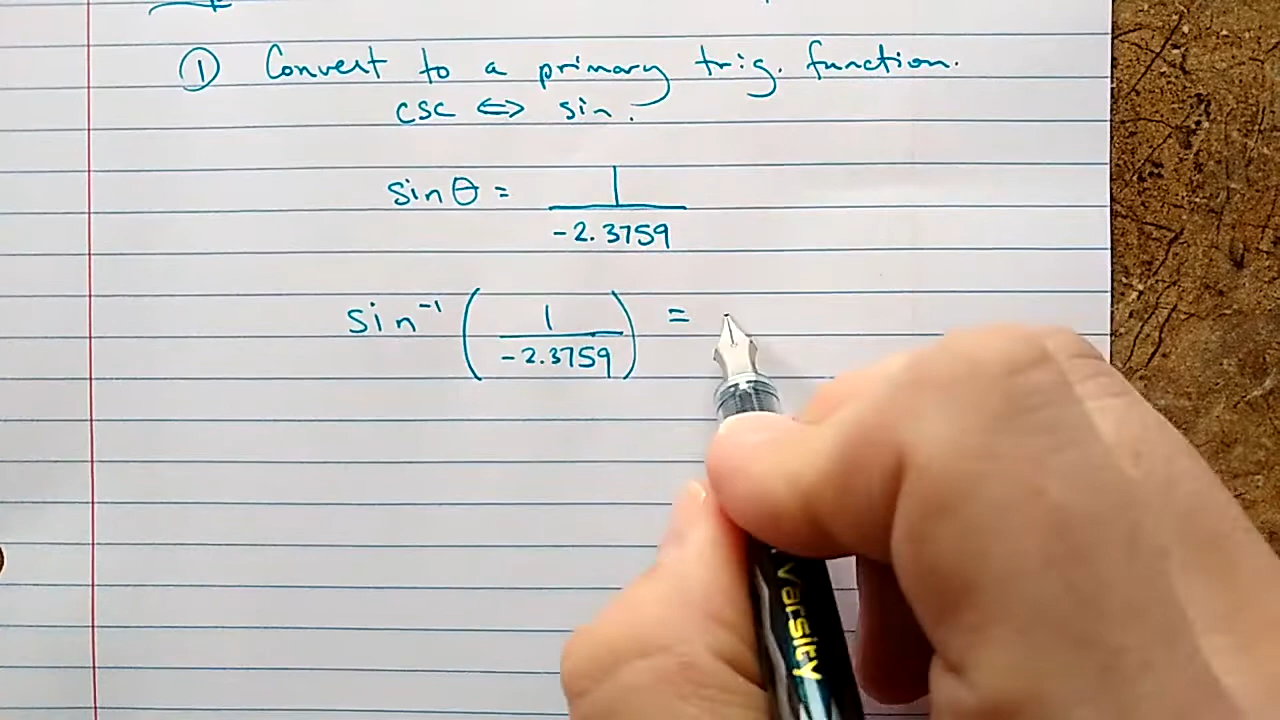 ① Convert to a primary trig. function.
csc ⇔ sin.
sin θ = 1 / -2.3759
sin⁻¹ ( 1 / -2.3759 ) =
Varsity